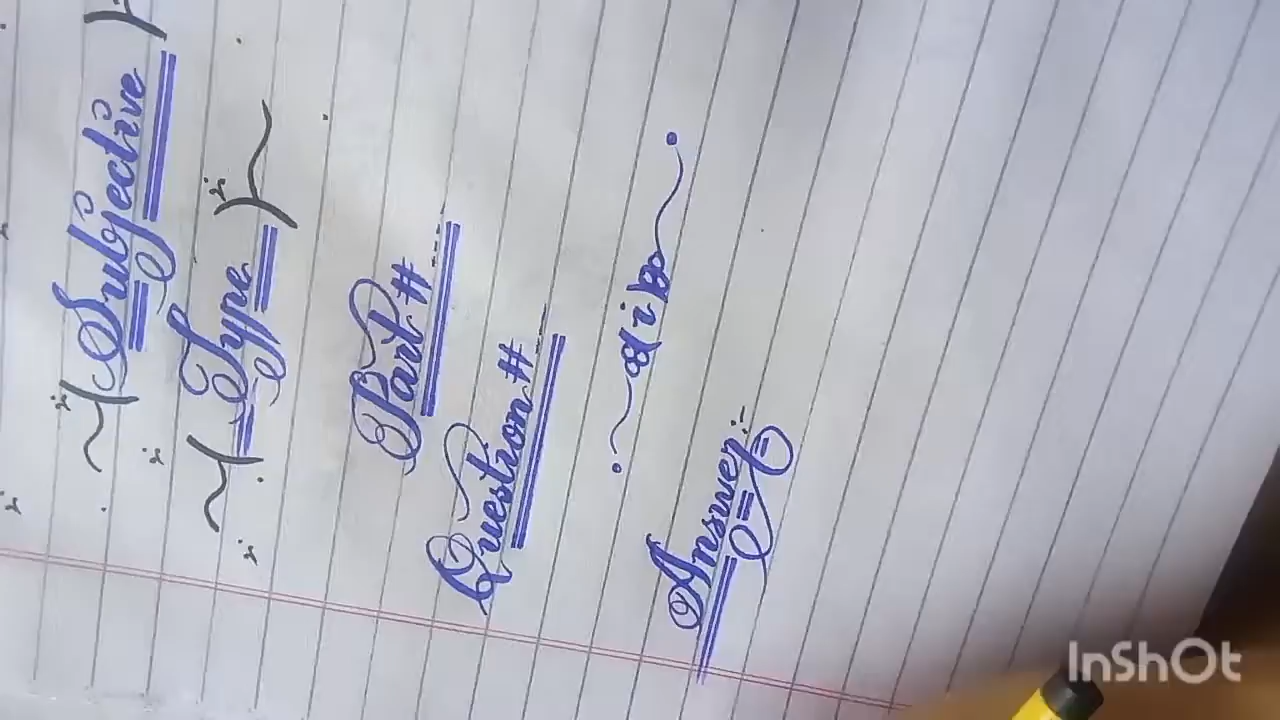 Subjective
Type
Part # ---
Question # ---
Answer:-
InShOt